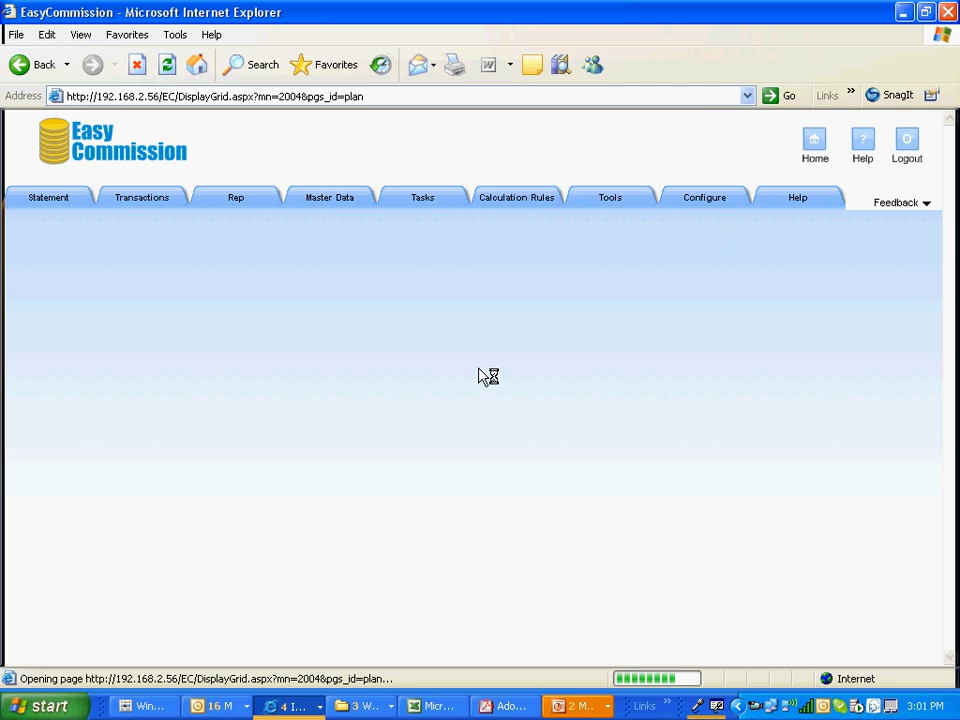 EasyCommission - Microsoft Internet Explorer
File Edit View Favorites Tools Help
Back Search Favorites W
Address http://192.168.2.56/EC/DisplayGrid.aspx?mn=2004&pgs_id=plan Go Links » SnagIt
Easy
Commission
Home Help Logout
Statement Transactions Rep Master Data Tasks Calculation Rules Tools Configure Help
Feedback
Opening page http://192.168.2.56/EC/DisplayGrid.aspx?mn=2004&pgs_id=plan... Internet
start Win... 16 M 4 I... 3 W... Micr... Ado... 2 M... Links » 3:01 PM